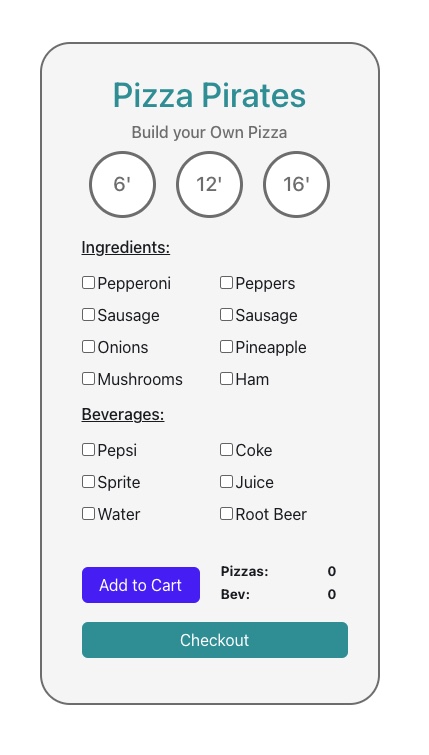 Pizza Pirates
Build your Own Pizza
6' 12' 16'
Ingredients:
Pepperoni Peppers
Sausage Sausage
Onions Pineapple
Mushrooms Ham
Beverages:
Pepsi Coke
Sprite Juice
Water Root Beer
Add to Cart
Pizzas: 0
Bev: 0
Checkout